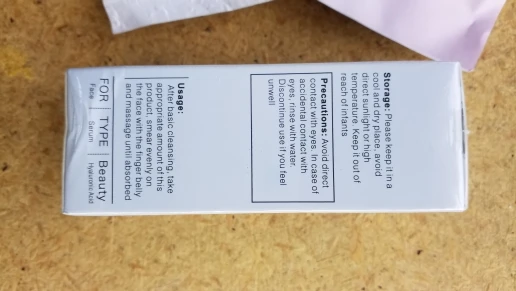 Storage: Please keep it in a
cool and dry place, avoid
direct sunlight or high
temperature. Keep it out of
reach of infants
Precautions: Avoid direct
contact with eyes. In case of
accidental contact with
eyes, rinse with water.
Discontinue use if you feel
unwell
Usage:
After basic cleansing, take
appropriate amount of this
product, smear evenly on
the face with the finger belly
and massage until absorbed
FOR | TYPE | Beauty
Face | Serum | Hyaluronic Acid